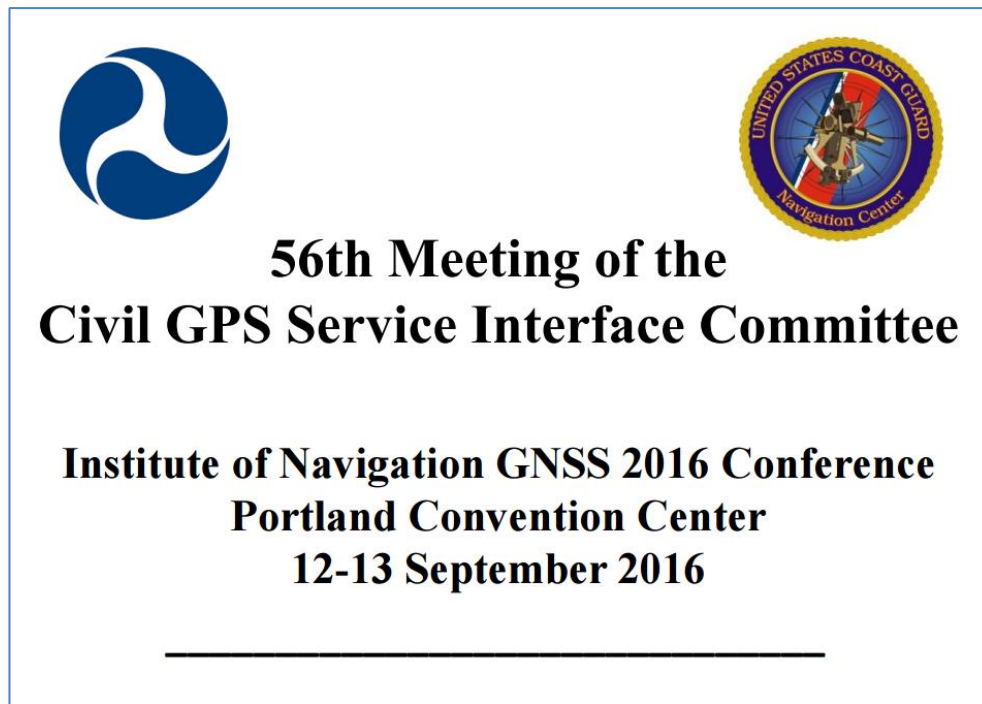 UNITED STATES COAST GUARD
Navigation Center
56th Meeting of the
Civil GPS Service Interface Committee
Institute of Navigation GNSS 2016 Conference
Portland Convention Center
12-13 September 2016